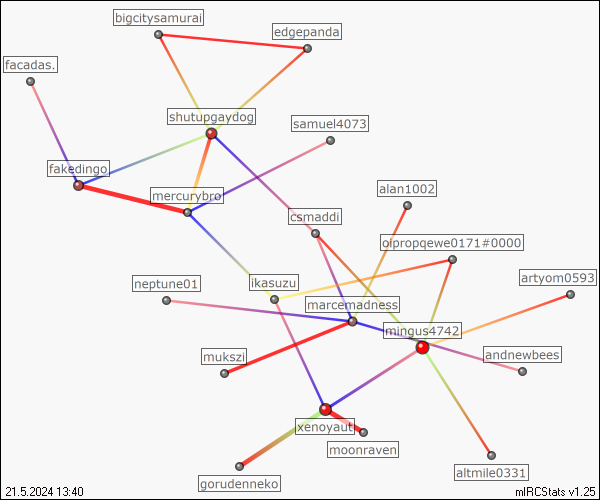 bigcitysamurai
edgepanda
facadas.
shutupgaydog
samuel4073
fakedingo
mercurybro
alan1002
csmaddi
oipropqewe0171#0000
artyom0593
neptune01
ikasuzu
marcemadness
mingus4742
mukszi
andnewbees
xenoyaut
moonraven
altmile0331
gorudenneko
21.5.2024 13:40
mIRCStats v1.25